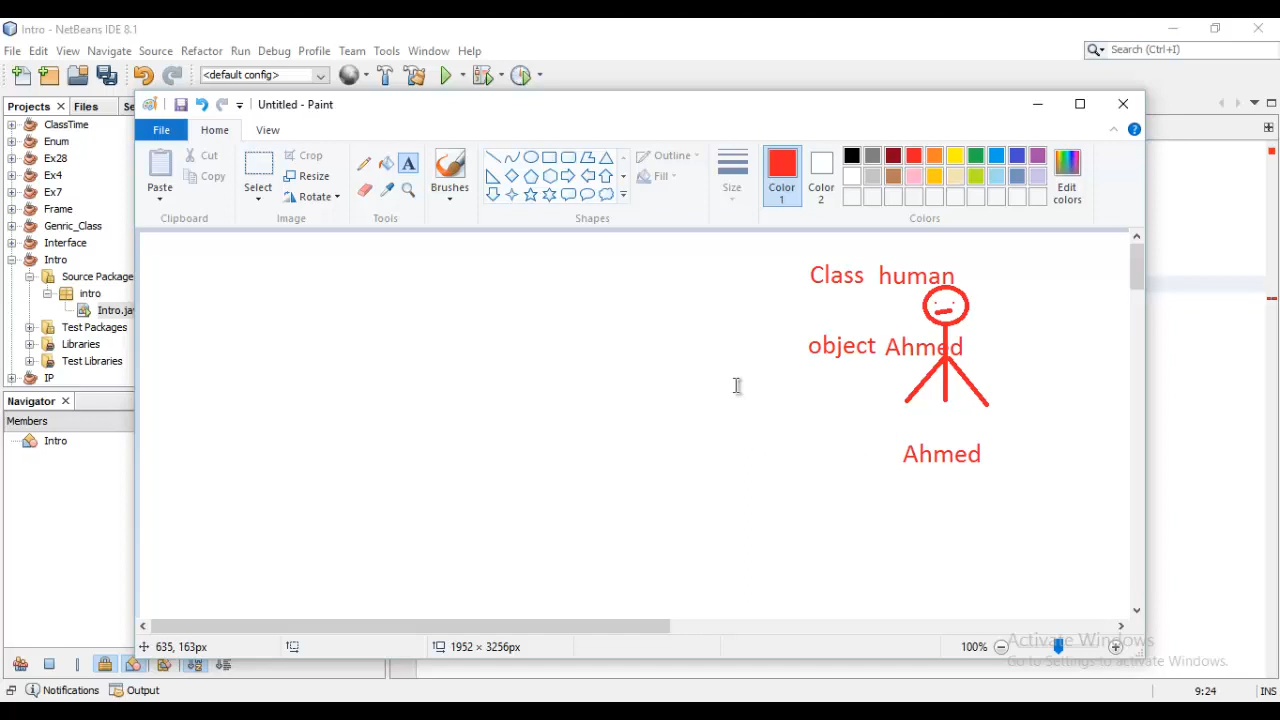 Intro - NetBeans IDE 8.1
File Edit View Navigate Source Refactor Run Debug Profile Team Tools Window Help
Search (Ctrl+I)
<default config>
Projects Files Se
Untitled - Paint
File Home View
Paste
Cut
Copy
Clipboard
Select
Crop
Resize
Rotate
Image
Tools
Brushes
Shapes
Outline
Fill
Size
Color 1
Color 2
Edit colors
Colors
ClassTime
Enum
Ex28
Ex4
Ex7
Frame
Genric_Class
Interface
Intro
Source Package
intro
Intro.ja
Test Packages
Libraries
Test Libraries
IP
Navigator
Members
Intro
Class human
object Ahmed
Ahmed
635, 163px
1952 × 3256px
100%
Activate Windows
Go to Settings to activate Windows.
Notifications Output
9:24 INS